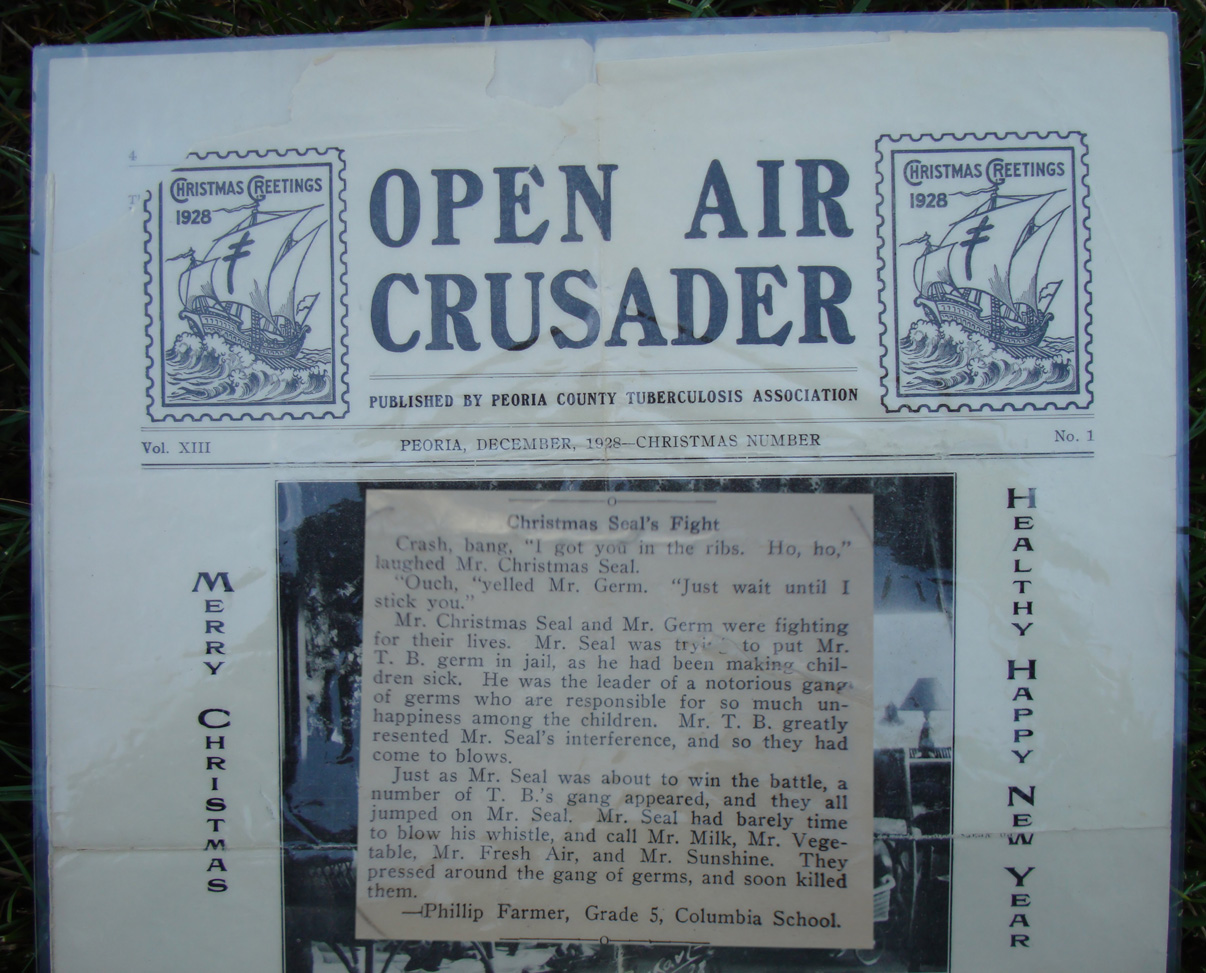 4
CHRISTMAS GREETINGS
1928
OPEN AIR
CRUSADER
CHRISTMAS GREETINGS
1928
PUBLISHED BY PEORIA COUNTY TUBERCULOSIS ASSOCIATION
Vol. XIII
PEORIA, DECEMBER, 1928—CHRISTMAS NUMBER
No. 1
MERRY CHRISTMAS
Christmas Seal's Fight
Crash, bang, "I got you in the ribs. Ho, ho,"
laughed Mr. Christmas Seal.
"Ouch, "yelled Mr. Germ. "Just wait until I
stick you."
Mr. Christmas Seal and Mr. Germ were fighting
for their lives. Mr. Seal was trying to put Mr.
T. B. germ in jail, as he had been making chil-
dren sick. He was the leader of a notorious gang
of germs who are responsible for so much un-
happiness among the children. Mr. T. B. greatly
resented Mr. Seal's interference, and so they had
come to blows.
Just as Mr. Seal was about to win the battle, a
number of T. B.'s gang appeared, and they all
jumped on Mr. Seal. Mr. Seal had barely time
to blow his whistle, and call Mr. Milk, Mr. Vege-
table, Mr. Fresh Air, and Mr. Sunshine. They
pressed around the gang of germs, and soon killed
them.
—Phillip Farmer, Grade 5, Columbia School.
HEALTHY HAPPY NEW YEAR